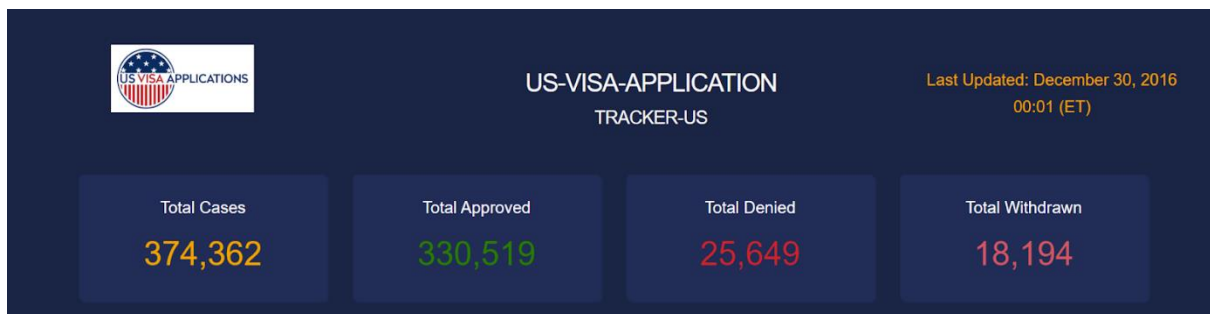 US VISA APPLICATIONS
US-VISA-APPLICATION
TRACKER-US
Last Updated: December 30, 2016
00:01 (ET)
Total Cases
374,362
Total Approved
330,519
Total Denied
25,649
Total Withdrawn
18,194